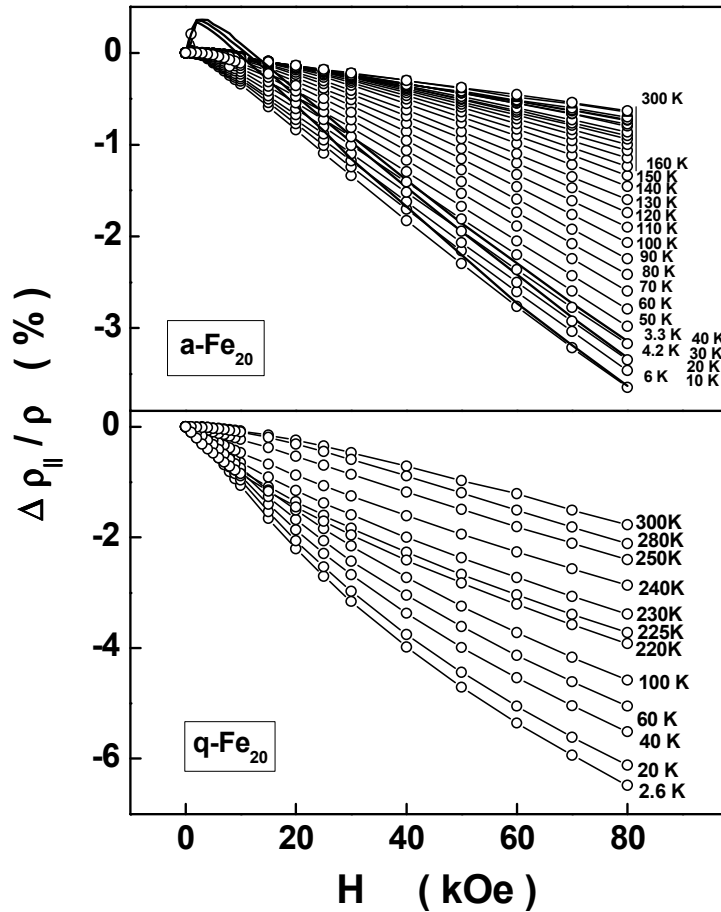 0
-1
-2
-3
a-Fe20
300 K
160 K
150 K
140 K
130 K
120 K
110 K
100 K
90 K
80 K
70 K
60 K
50 K
3.3 K 40 K
4.2 K 30 K
20 K
6 K 10 K
Δ ρ|| / ρ ( % )
0
-2
-4
-6
q-Fe20
300K
280K
250K
240K
230K
225K
220K
100 K
60 K
40 K
20 K
2.6 K
0 20 40 60 80
H ( kOe )